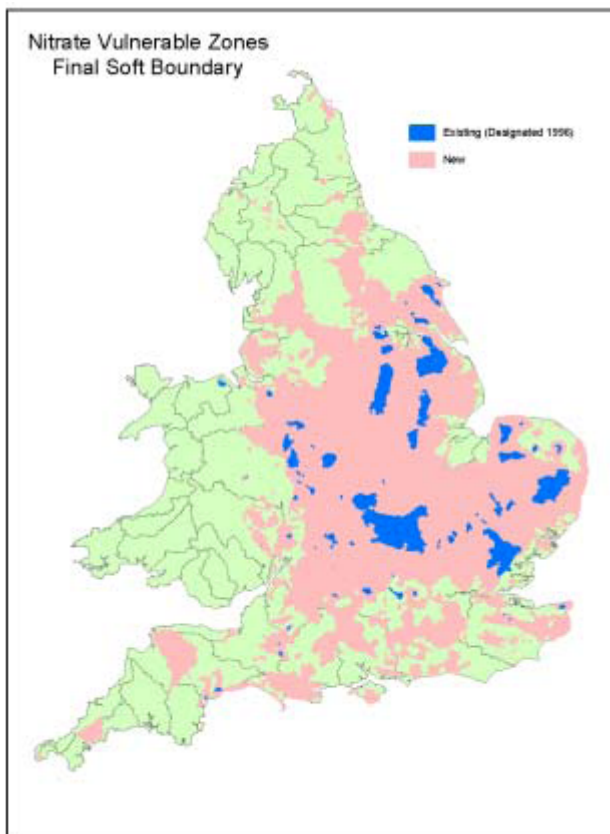 Nitrate Vulnerable Zones
Final Soft Boundary
Existing (Designated 1996)
New